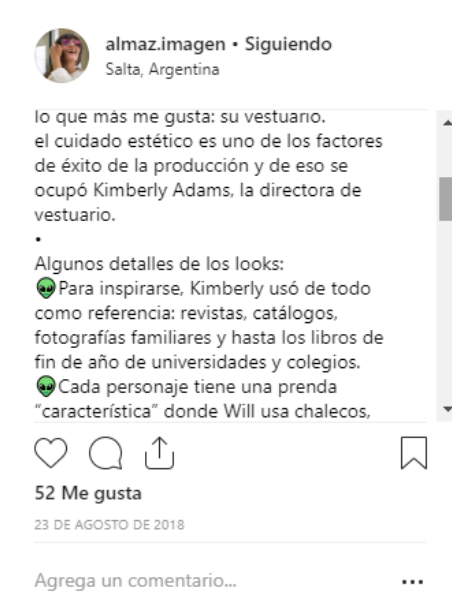 almaz.imagen • Siguiendo
Salta, Argentina
lo que más me gusta: su vestuario.
el cuidado estético es uno de los factores
de éxito de la producción y de eso se
ocupó Kimberly Adams, la directora de
vestuario.
•
Algunos detalles de los looks:
👽Para inspirarse, Kimberly usó de todo
como referencia: revistas, catálogos,
fotografías familiares y hasta los libros de
fin de año de universidades y colegios.
👽Cada personaje tiene una prenda
"característica" donde Will usa chalecos,
52 Me gusta
23 DE AGOSTO DE 2018
Agrega un comentario...